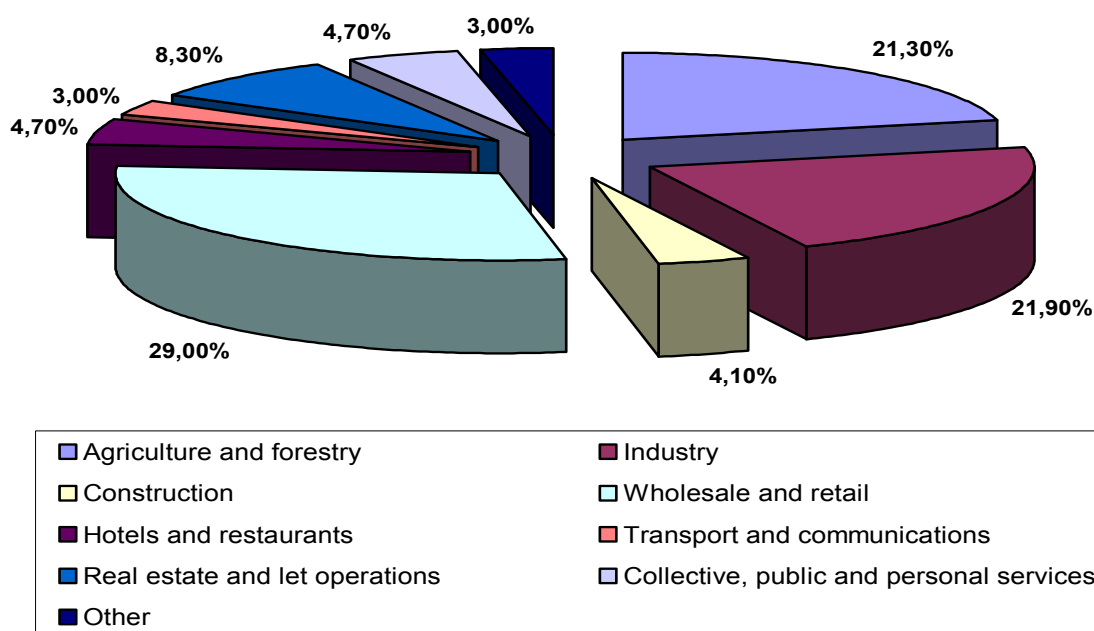 3,00%
4,70%
21,30%
8,30%
3,00%
4,70%
21,90%
29,00%
4,10%
Agriculture and forestry
Industry
Construction
Wholesale and retail
Hotels and restaurants
Transport and communications
Real estate and let operations
Collective, public and personal services
Other